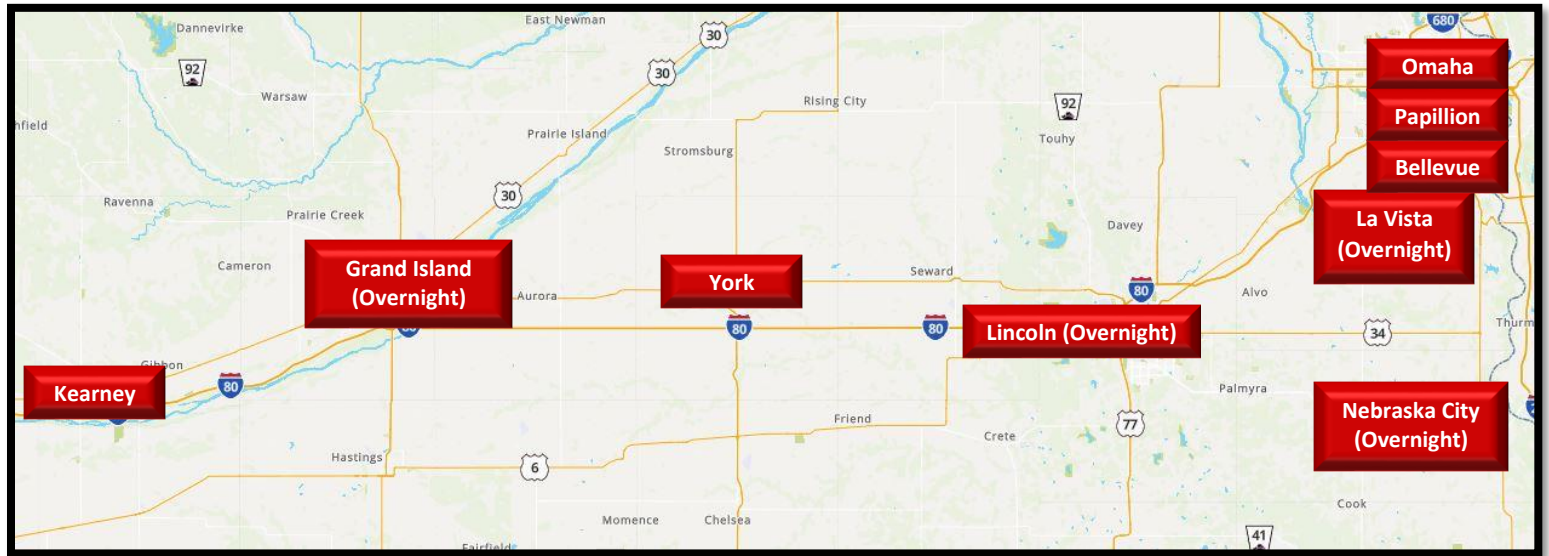 Dannevirke
East Newman
30
680
92
30
Omaha
Warsaw
Rising City
92
Papillion
hfield
Prairie Island
Touhy
Stromsburg
Bellevue
Ravenna
30
Prairie Creek
La Vista
(Overnight)
Davey
Cameron
Grand Island
(Overnight)
York
Seward
Aurora
80
Alvo
80
80
Lincoln (Overnight)
34
Thurm
Gibbon
80
Kearney
Palmyra
Nebraska City
(Overnight)
Friend
77
Crete
Hastings
6
Cook
Momence
Chelsea
41
Fairfield